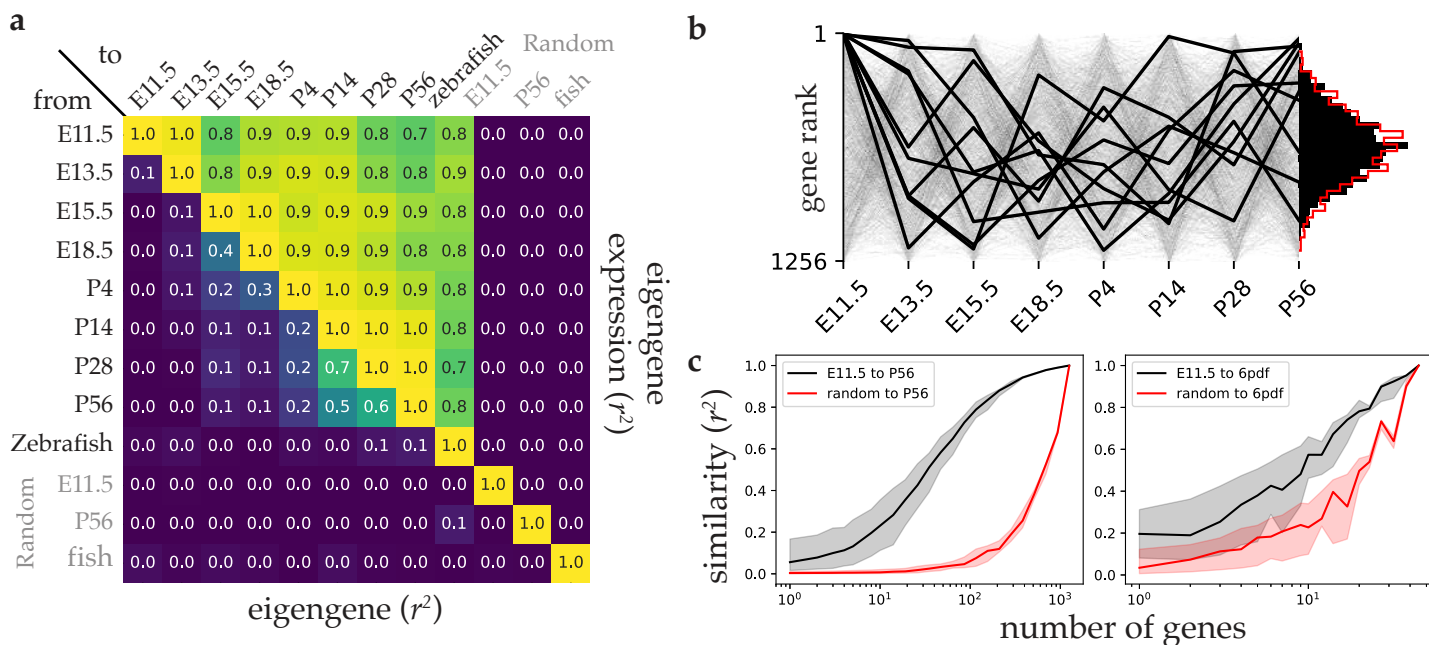 a
to
from
E11.5 E13.5 E15.5 E18.5 P4 P14 P28 P56 zebrafish E11.5 P56 fish
Random
E11.5 1.0 1.0 0.8 0.9 0.9 0.9 0.8 0.7 0.8 0.0 0.0 0.0
E13.5 0.1 1.0 0.8 0.9 0.9 0.9 0.8 0.8 0.9 0.0 0.0 0.0
E15.5 0.0 0.1 1.0 1.0 0.9 0.9 0.9 0.9 0.8 0.0 0.0 0.0
E18.5 0.0 0.1 0.4 1.0 0.9 0.9 0.9 0.8 0.8 0.0 0.0 0.0
P4 0.0 0.1 0.2 0.3 1.0 1.0 0.9 0.9 0.8 0.0 0.0 0.0
P14 0.0 0.0 0.1 0.1 0.2 1.0 1.0 1.0 0.8 0.0 0.0 0.0
P28 0.0 0.0 0.1 0.1 0.2 0.7 1.0 1.0 0.7 0.0 0.0 0.0
P56 0.0 0.0 0.1 0.1 0.2 0.5 0.6 1.0 0.8 0.0 0.0 0.0
Zebrafish 0.0 0.0 0.0 0.0 0.0 0.0 0.1 0.1 1.0 0.0 0.0 0.0
E11.5 0.0 0.0 0.0 0.0 0.0 0.0 0.0 0.0 0.0 1.0 0.0 0.0
P56 0.0 0.0 0.0 0.0 0.0 0.0 0.0 0.0 0.1 0.0 1.0 0.0
fish 0.0 0.0 0.0 0.0 0.0 0.0 0.0 0.0 0.0 0.0 0.0 1.0
Random
eigengene (r²)
eigengene
expression (r²)
b
1
gene rank
1256
E11.5 E13.5 E15.5 E18.5 P4 P14 P28 P56
c
similarity (r²)
1.0
0.8
0.6
0.4
0.2
0.0
E11.5 to P56
random to P56
10⁰ 10¹ 10² 10³
1.0
0.8
0.6
0.4
0.2
0.0
E11.5 to 6pdf
random to 6pdf
10⁰ 10¹
number of genes